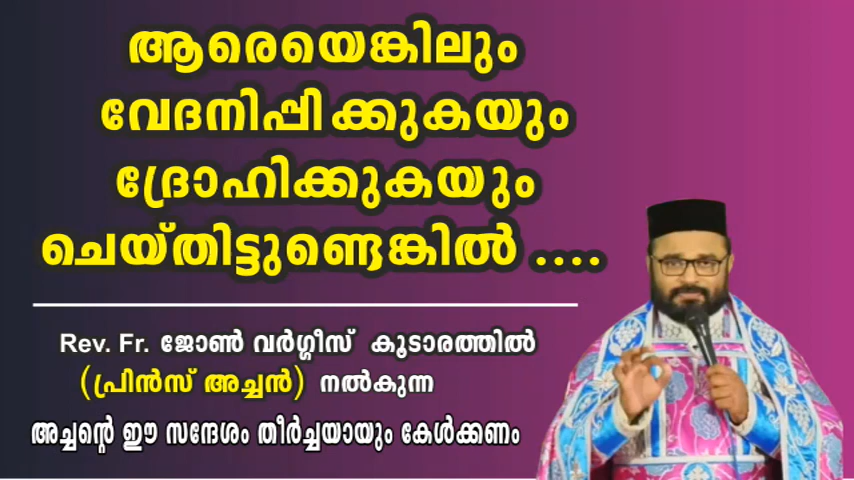 ആരെയെങ്കിലും
വേദനിപ്പിക്കുകയും
ദ്രോഹിക്കുകയും
ചെയ്തിട്ടുണ്ടെങ്കിൽ ....
Rev. Fr. ജോൺ വർഗ്ഗീസ് കൂടാരത്തിൽ
(പ്രിൻസ് അച്ചൻ) നൽകുന്ന
അച്ചന്റെ ഈ സന്ദേശം തീർച്ചയായും കേൾക്കണം